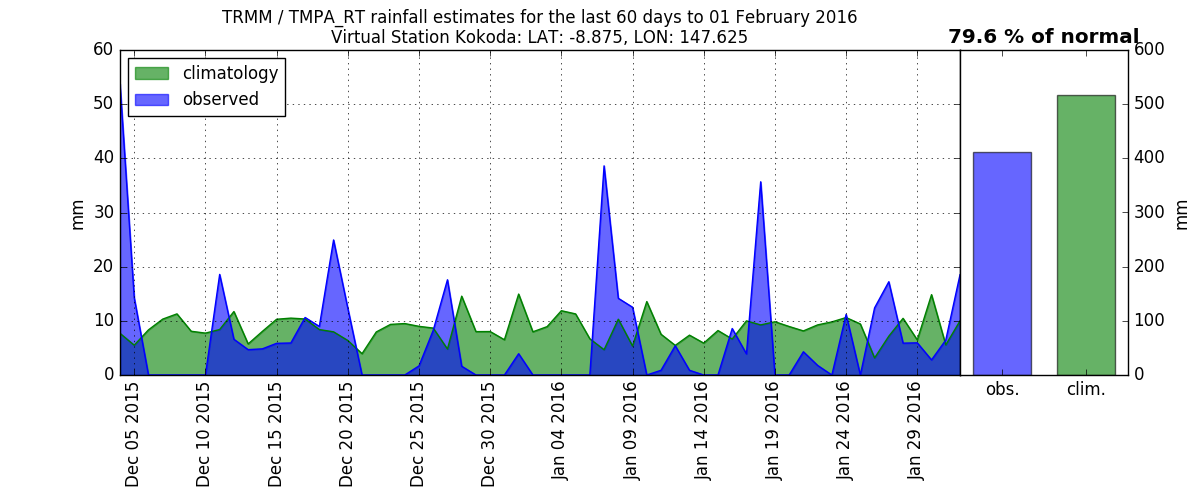 TRMM / TMPA_RT rainfall estimates for the last 60 days to 01 February 2016
Virtual Station Kokoda: LAT: -8.875, LON: 147.625
79.6 % of normal
climatology
observed
60
50
40
30
20
10
0
mm
Dec 05 2015
Dec 10 2015
Dec 15 2015
Dec 20 2015
Dec 25 2015
Dec 30 2015
Jan 04 2016
Jan 09 2016
Jan 14 2016
Jan 19 2016
Jan 24 2016
Jan 29 2016
600
500
400
300
200
100
0
mm
obs.
clim.